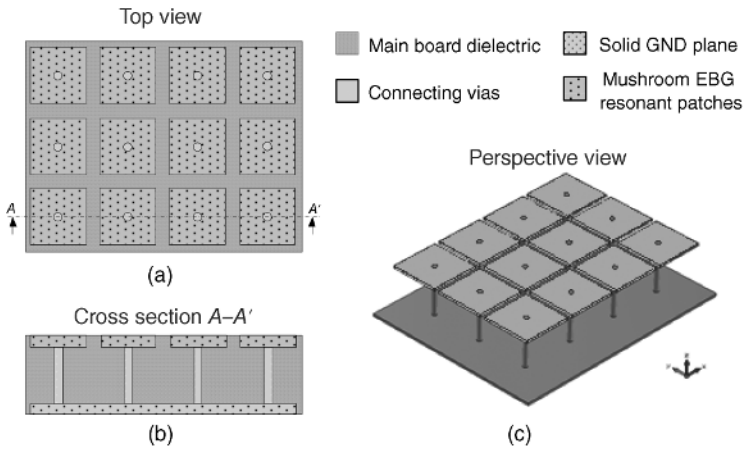 Top view
A
A′
(a)
Cross section A–A′
(b)
Main board dielectric
Connecting vias
Solid GND plane
Mushroom EBG
resonant patches
Perspective view
(c)